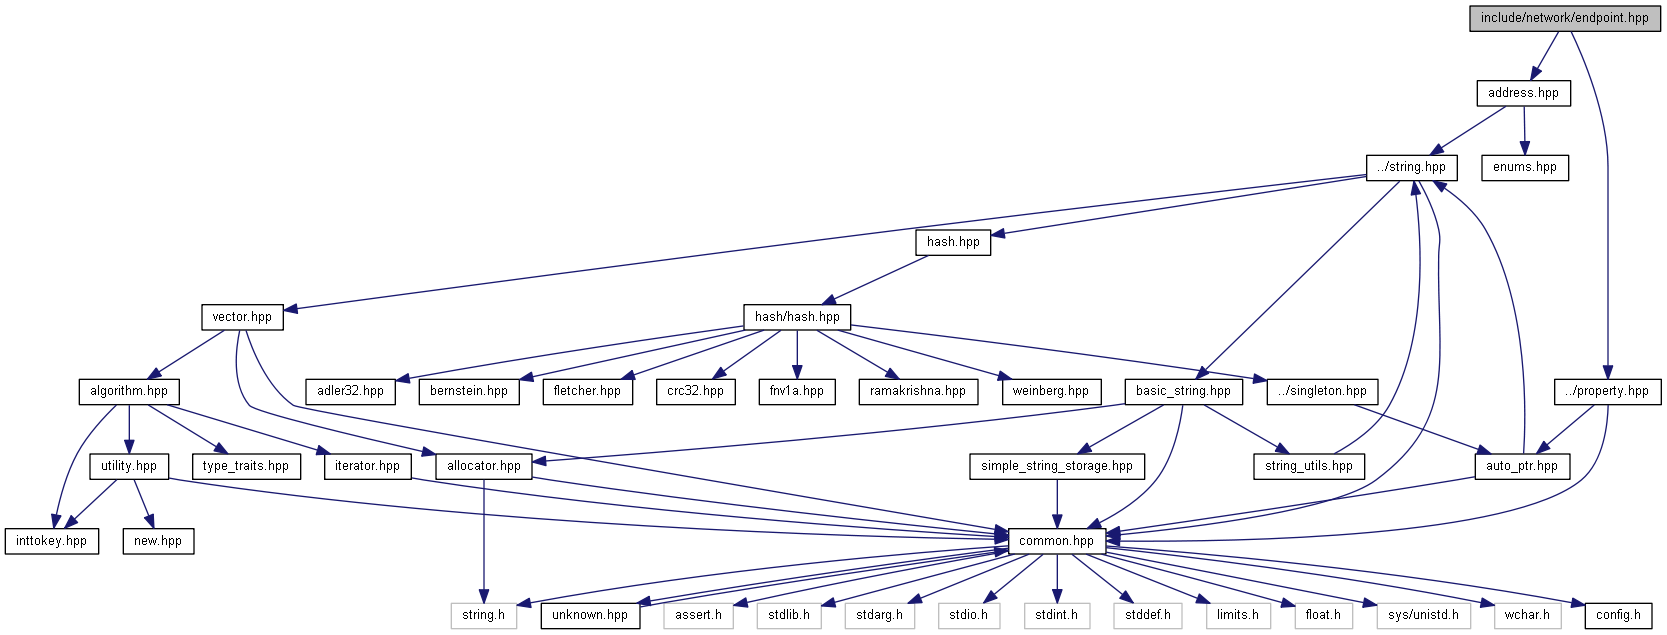 include/network/endpoint.hpp
address.hpp
../string.hpp
enums.hpp
hash.hpp
vector.hpp
hash/hash.hpp
algorithm.hpp
adler32.hpp
bernstein.hpp
fletcher.hpp
crc32.hpp
fnv1a.hpp
ramakrishna.hpp
weinberg.hpp
basic_string.hpp
../singleton.hpp
../property.hpp
utility.hpp
type_traits.hpp
iterator.hpp
allocator.hpp
simple_string_storage.hpp
string_utils.hpp
auto_ptr.hpp
inttokey.hpp
new.hpp
common.hpp
string.h
unknown.hpp
assert.h
stdlib.h
stdarg.h
stdio.h
stdint.h
stddef.h
limits.h
float.h
sys/unistd.h
wchar.h
config.h